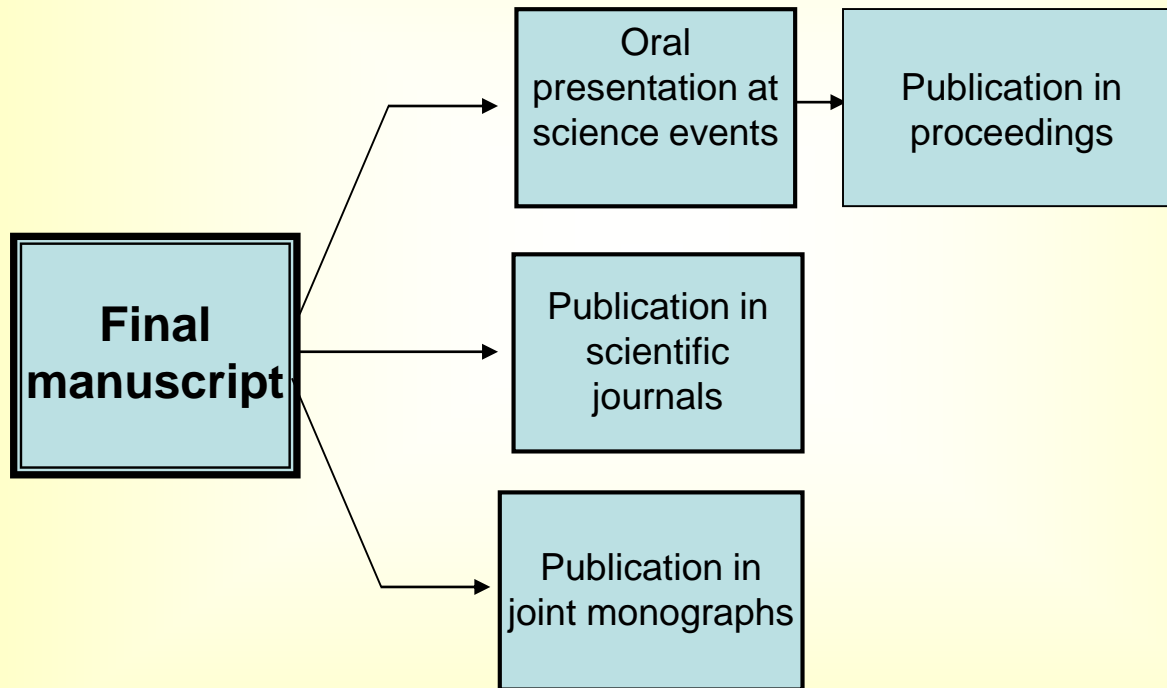 Oral
presentation at
science events
Publication in
proceedings
Final
manuscript
Publication in
scientific
journals
Publication in
joint monographs